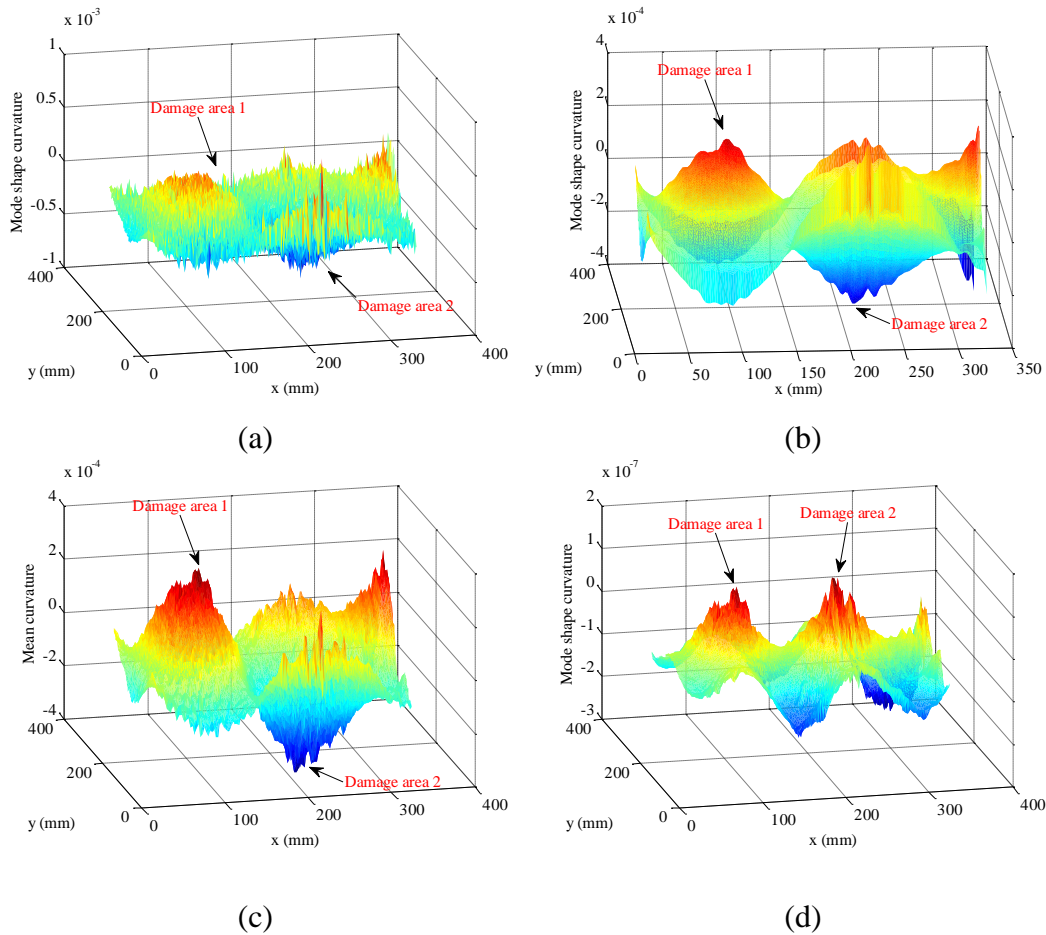 x 10^-3
1
0.5
0
-0.5
-1
Mode shape curvature
Damage area 1
Damage area 2
400
200
0
y (mm)
0
100
200
300
400
x (mm)
(a)
x 10^-4
4
2
0
-2
-4
Mode shape curvature
Damage area 1
Damage area 2
400
200
0
y (mm)
0
50
100
150
200
250
300
350
x (mm)
(b)
x 10^-4
4
2
0
-2
-4
Mean curvature
Damage area 1
Damage area 2
400
200
0
y (mm)
0
100
200
300
400
x (mm)
(c)
x 10^-7
2
1
0
-1
-2
-3
Mode shape curvature
Damage area 1
Damage area 2
400
200
0
y (mm)
0
100
200
300
400
x (mm)
(d)